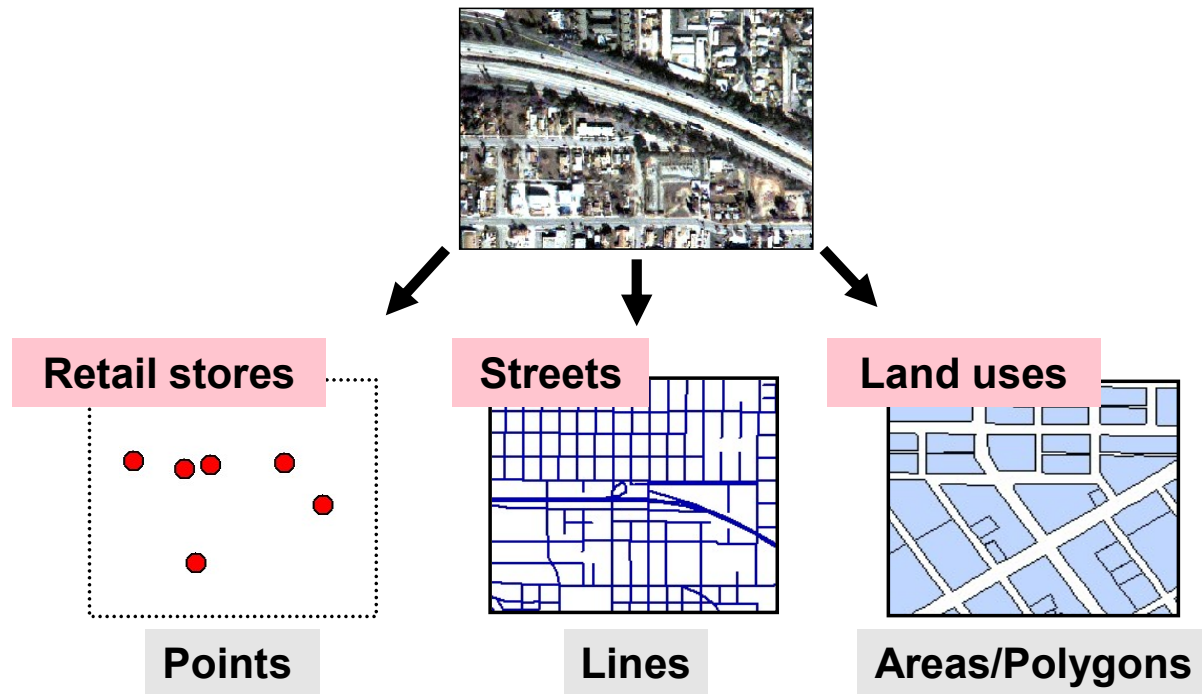 Retail stores
Streets
Land uses
Points
Lines
Areas/Polygons